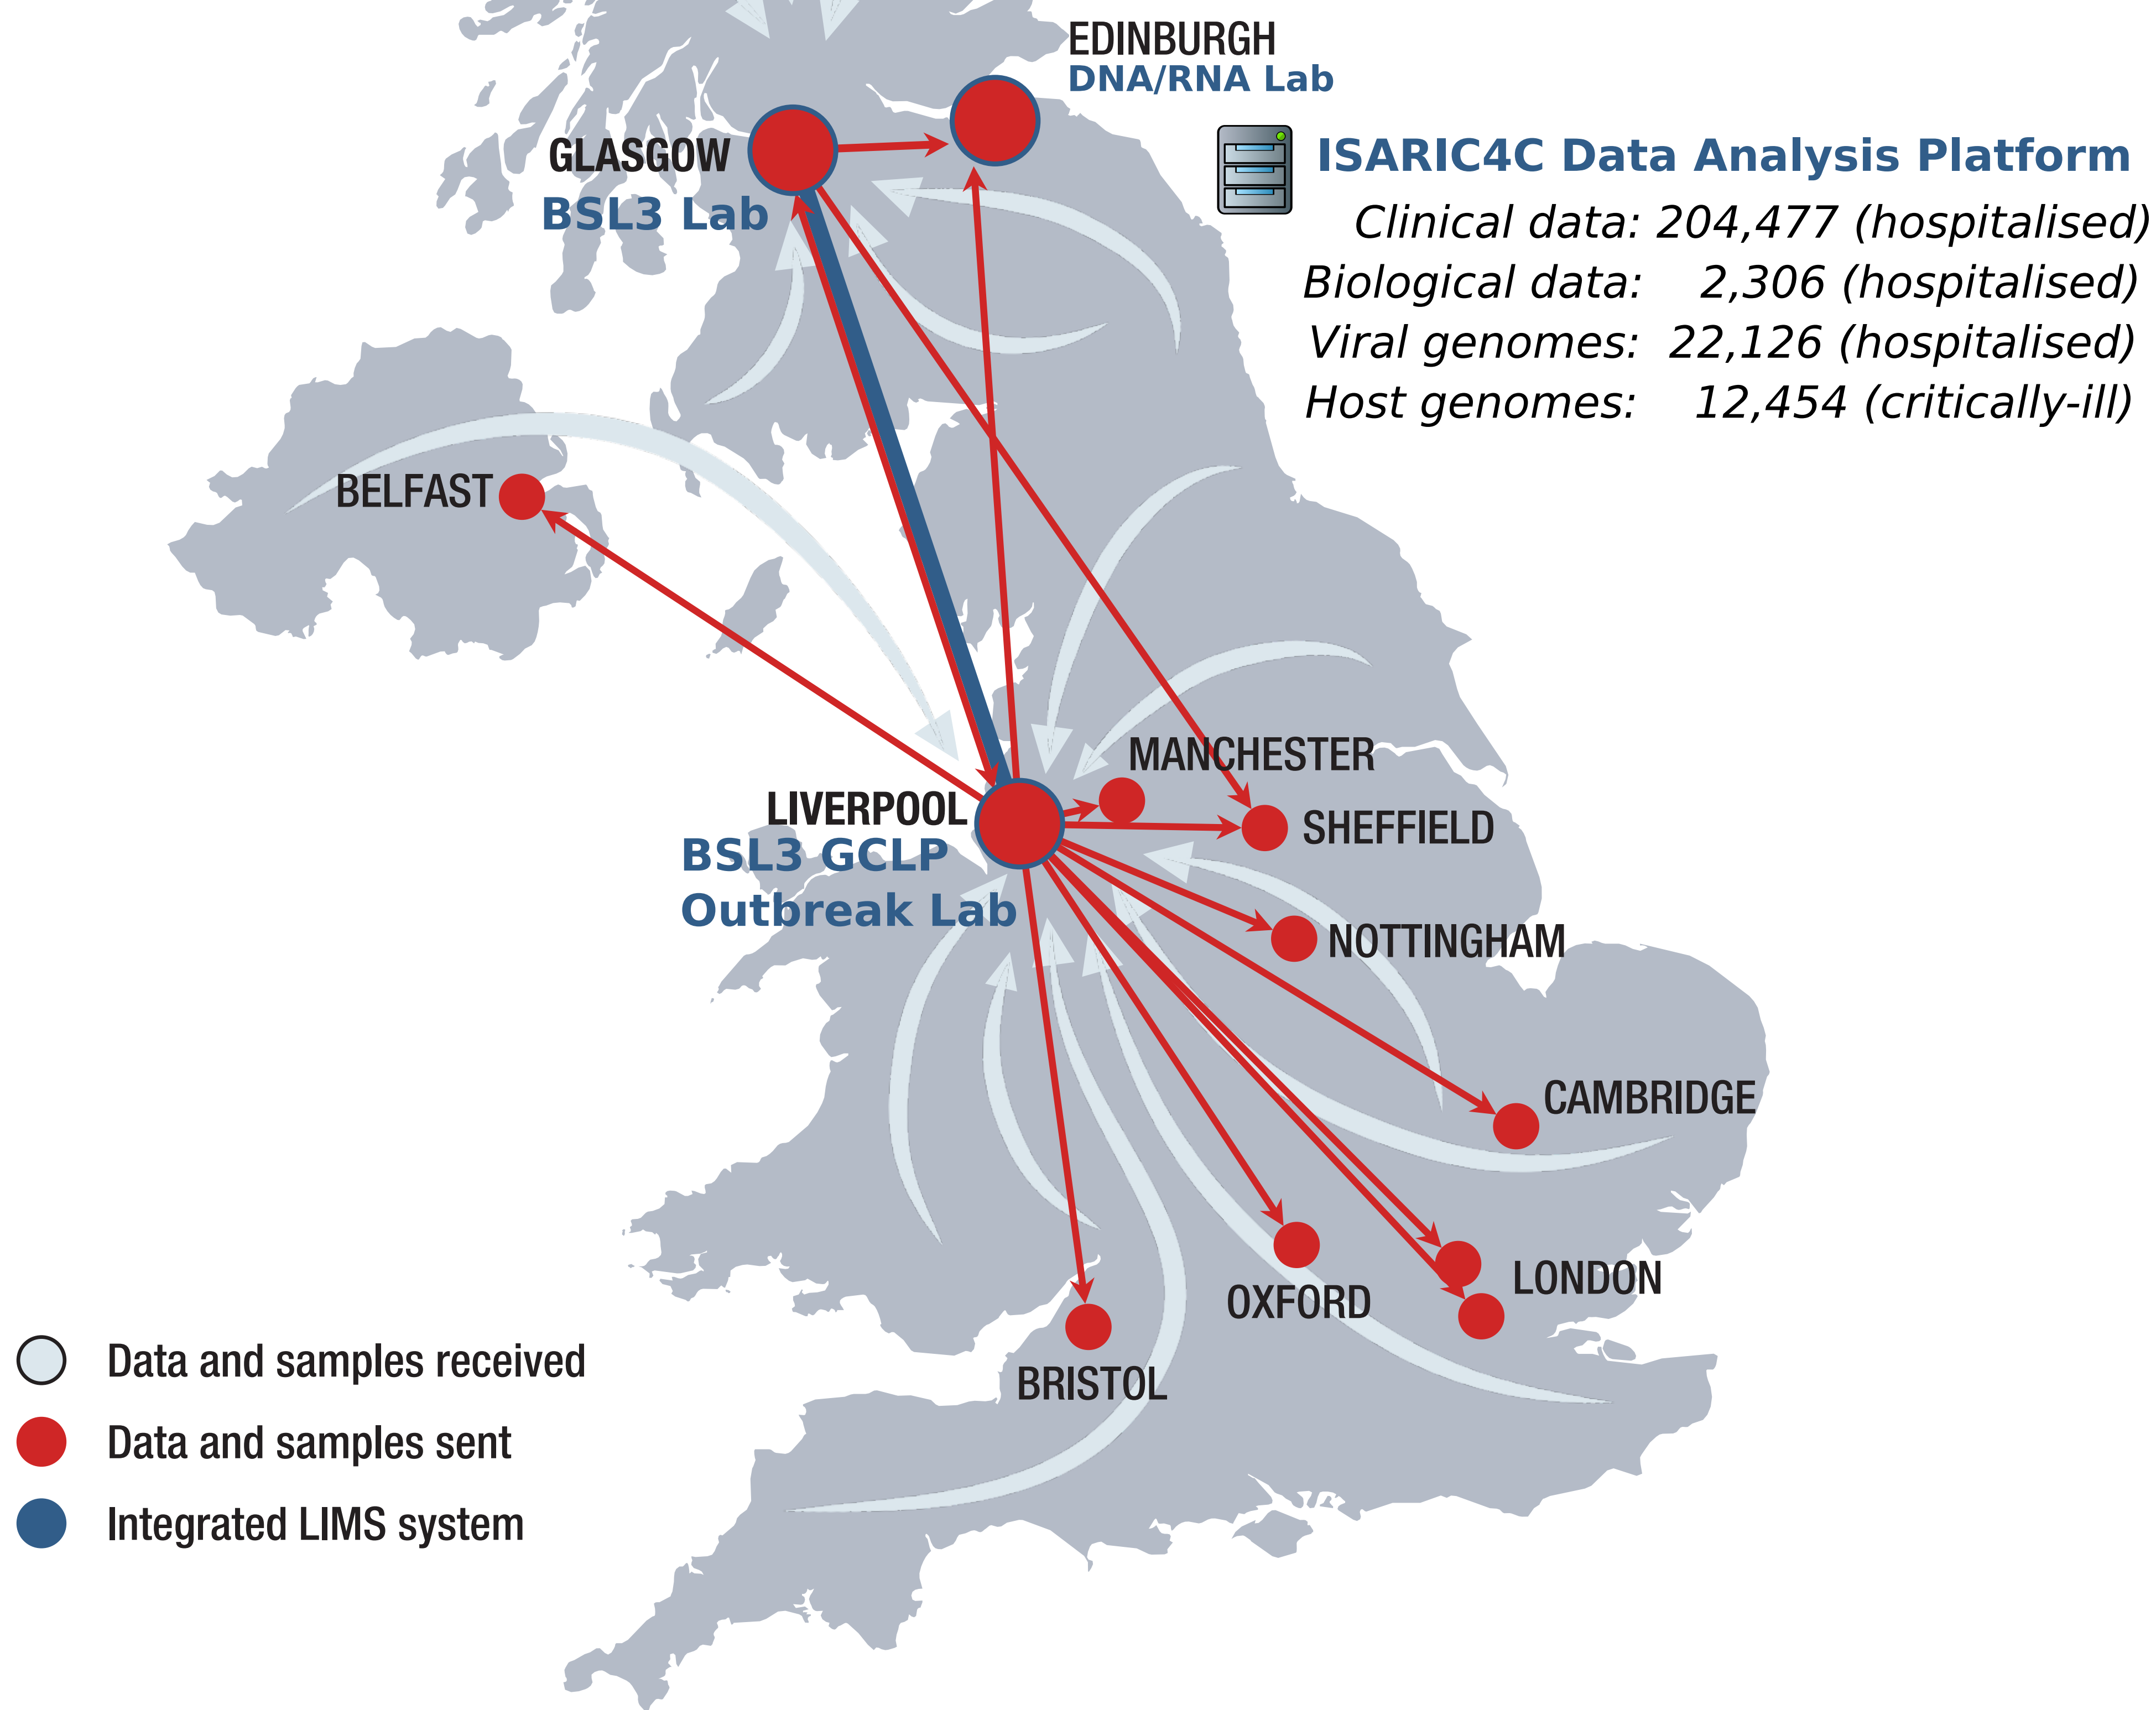 EDINBURGH
DNA/RNA Lab
GLASGOW
BSL3 Lab
ISARIC4C Data Analysis Platform
Clinical data: 204,477 (hospitalised)
Biological data: 2,306 (hospitalised)
Viral genomes: 22,126 (hospitalised)
Host genomes: 12,454 (critically-ill)
BELFAST
MANCHESTER
LIVERPOOL
BSL3 GCLP
Outbreak Lab
SHEFFIELD
NOTTINGHAM
CAMBRIDGE
LONDON
OXFORD
BRISTOL
Data and samples received
Data and samples sent
Integrated LIMS system